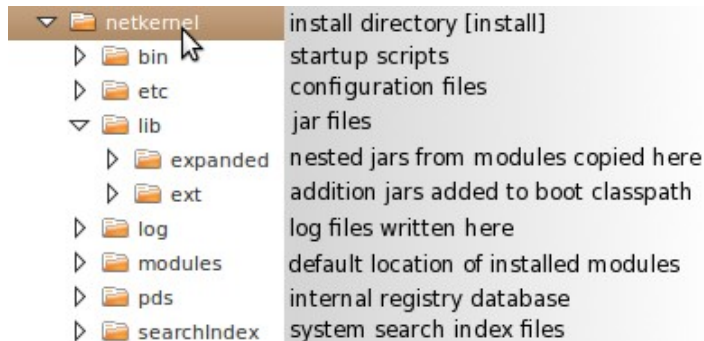 netkernel install directory [install]
bin startup scripts
etc configuration files
lib jar files
expanded nested jars from modules copied here
ext addition jars added to boot classpath
log log files written here
modules default location of installed modules
pds internal registry database
searchIndex system search index files